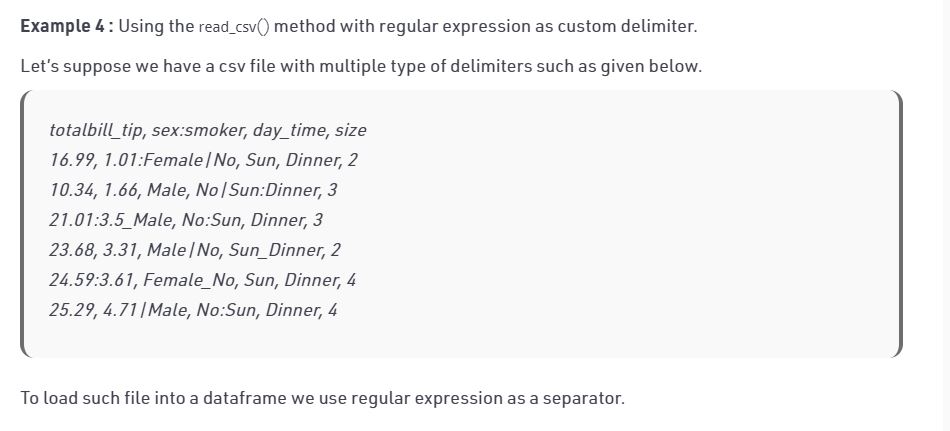 Example 4 : Using the read_csv() method with regular expression as custom delimiter.
Let's suppose we have a csv file with multiple type of delimiters such as given below.
totalbill_tip, sex:smoker, day_time, size
16.99, 1.01:Female|No, Sun, Dinner, 2
10.34, 1.66, Male, No|Sun:Dinner, 3
21.01:3.5_Male, No:Sun, Dinner, 3
23.68, 3.31, Male|No, Sun_Dinner, 2
24.59:3.61, Female_No, Sun, Dinner, 4
25.29, 4.71|Male, No:Sun, Dinner, 4
To load such file into a dataframe we use regular expression as a separator.